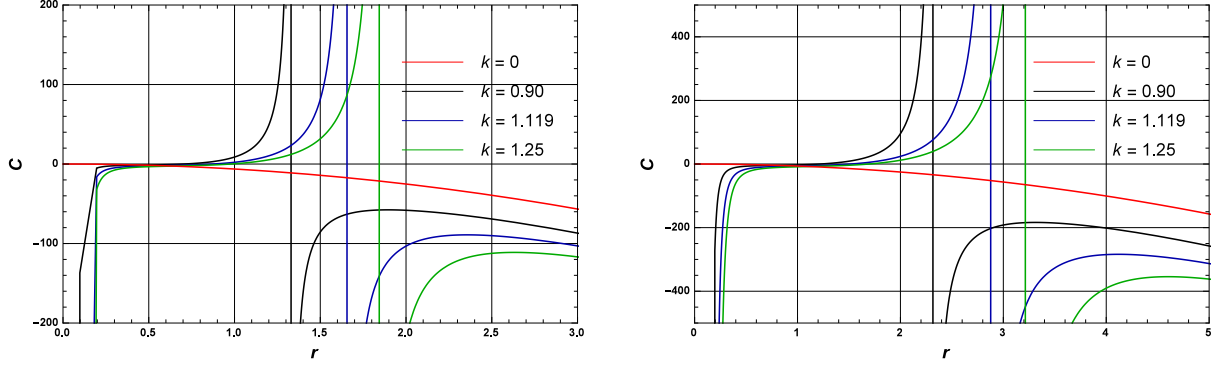 200
100
0
-100
-200
C
0.0 0.5 1.0 1.5 2.0 2.5 3.0
r
k = 0
k = 0.90
k = 1.119
k = 1.25
400
200
0
-200
-400
C
0 1 2 3 4 5
r
k = 0
k = 0.90
k = 1.119
k = 1.25